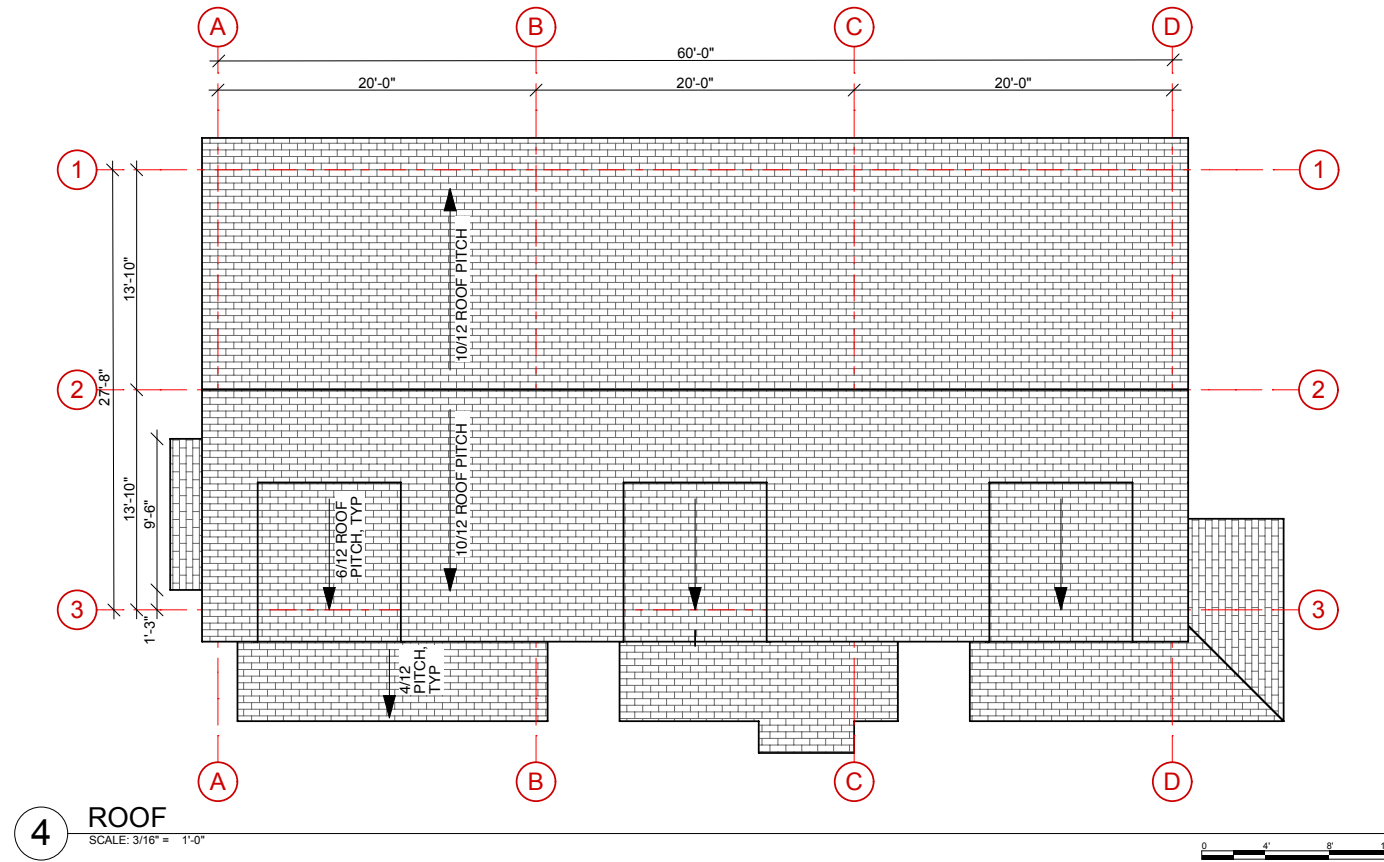 A
B
C
D
60'-0"
20'-0"
20'-0"
20'-0"
1
1
13'-10"
10/12 ROOF PITCH
2
2
27'-8"
13'-10"
9'-6"
10/12 ROOF PITCH
6/12 ROOF
PITCH, TYP
3
3
1'-3"
4/12
PITCH,
TYP
A
B
C
D
4
ROOF
SCALE: 3/16" = 1'-0"
0
4'
8'